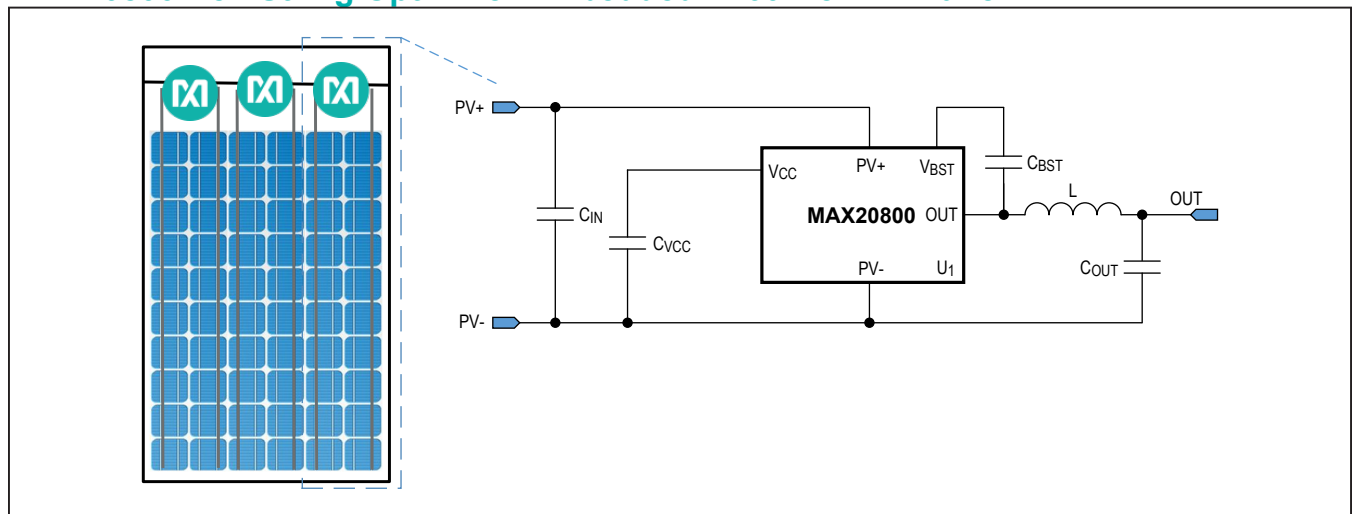 PV+
PV-
CIN
CVCC
VCC
PV+
VBST
MAX20800
OUT
PV-
U1
CBST
L
OUT
COUT